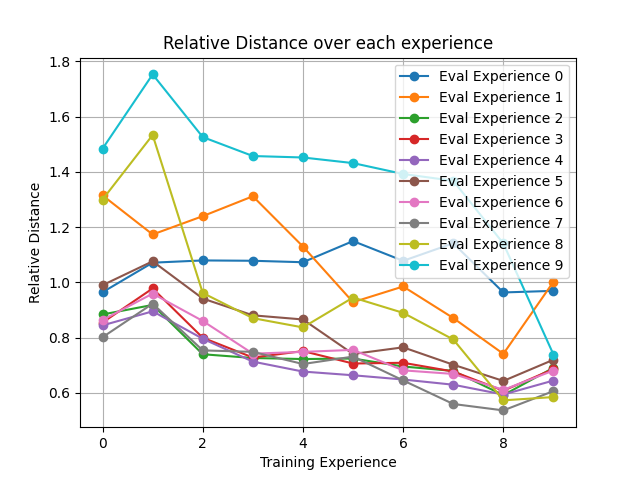 Relative Distance over each experience
Relative Distance
1.8
1.6
1.4
1.2
1.0
0.8
0.6
Eval Experience 0
Eval Experience 1
Eval Experience 2
Eval Experience 3
Eval Experience 4
Eval Experience 5
Eval Experience 6
Eval Experience 7
Eval Experience 8
Eval Experience 9
0 2 4 6 8
Training Experience